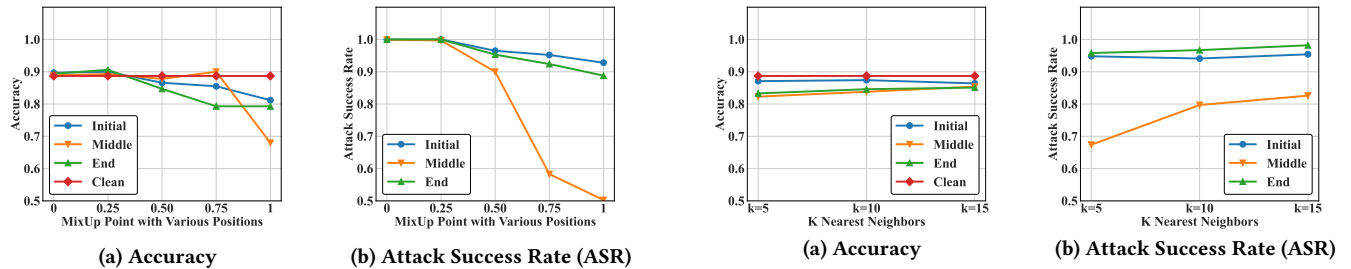 1.0
0.9
0.8
0.7
0.6
0.5
Accuracy
Initial
Middle
End
Clean
0 0.25 0.50 0.75 1
MixUp Point with Various Positions
(a) Accuracy
1.0
0.9
0.8
0.7
0.6
0.5
Attack Success Rate
Initial
Middle
End
0 0.25 0.50 0.75 1
MixUp Point with Various Positions
(b) Attack Success Rate (ASR)
1.0
0.9
0.8
0.7
0.6
0.5
Accuracy
Initial
Middle
End
Clean
k=5 k=10 k=15
K Nearest Neighbors
(a) Accuracy
1.0
0.9
0.8
0.7
0.6
0.5
Attack Success Rate
Initial
Middle
End
k=5 k=10 k=15
K Nearest Neighbors
(b) Attack Success Rate (ASR)